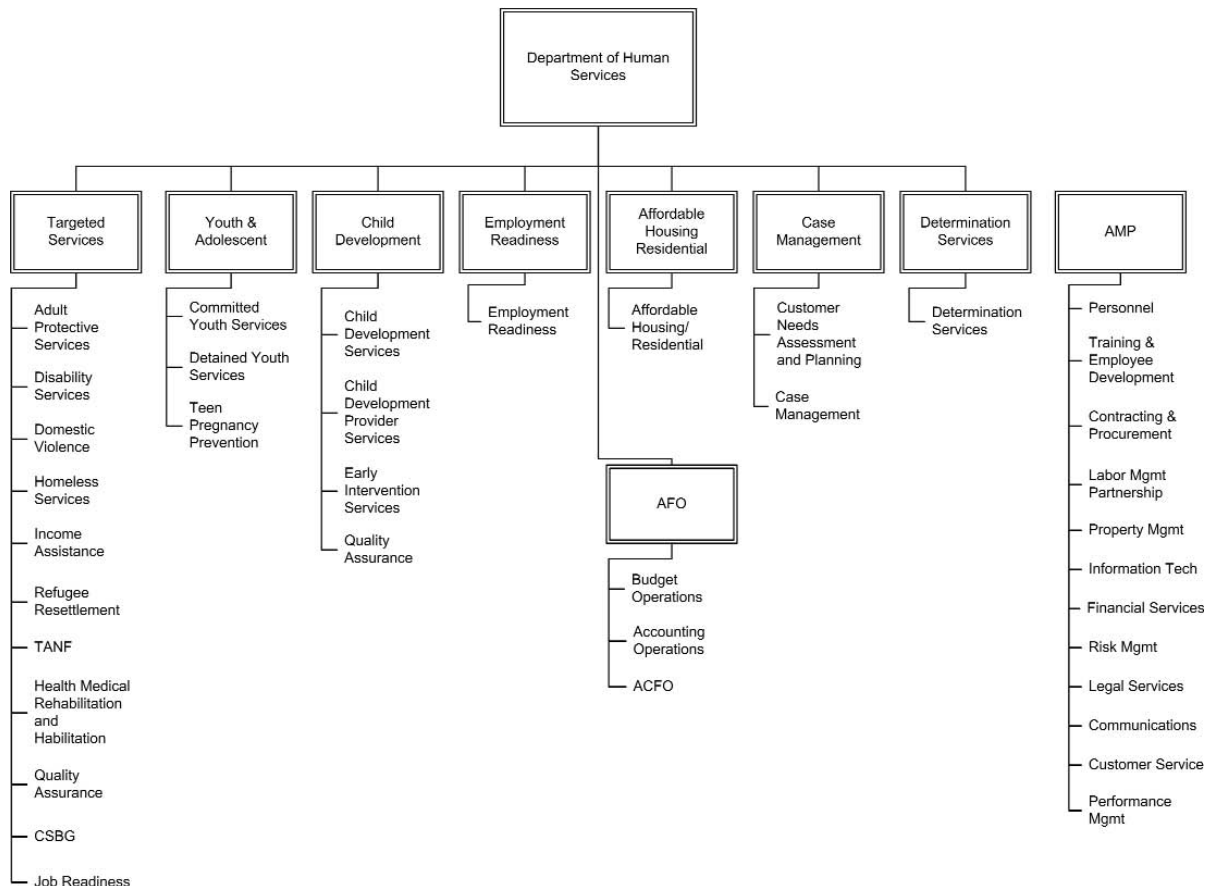 Department of Human
Services
Targeted
Services
Youth &
Adolescent
Child
Development
Employment
Readiness
Affordable
Housing
Residential
Case
Management
Determination
Services
AMP
Adult
Protective
Services
Disability
Services
Domestic
Violence
Homeless
Services
Income
Assistance
Refugee
Resettlement
TANF
Health Medical
Rehabilitation
and
Habilitation
Quality
Assurance
CSBG
Job Readiness
Committed
Youth Services
Detained Youth
Services
Teen
Pregnancy
Prevention
Child
Development
Services
Child
Development
Provider
Services
Early
Intervention
Services
Quality
Assurance
Employment
Readiness
Affordable
Housing/
Residential
Customer
Needs
Assessment
and Planning
Case
Management
Determination
Services
AFO
Budget
Operations
Accounting
Operations
ACFO
Personnel
Training &
Employee
Development
Contracting &
Procurement
Labor Mgmt
Partnership
Property Mgmt
Information Tech
Financial Services
Risk Mgmt
Legal Services
Communications
Customer Service
Performance
Mgmt